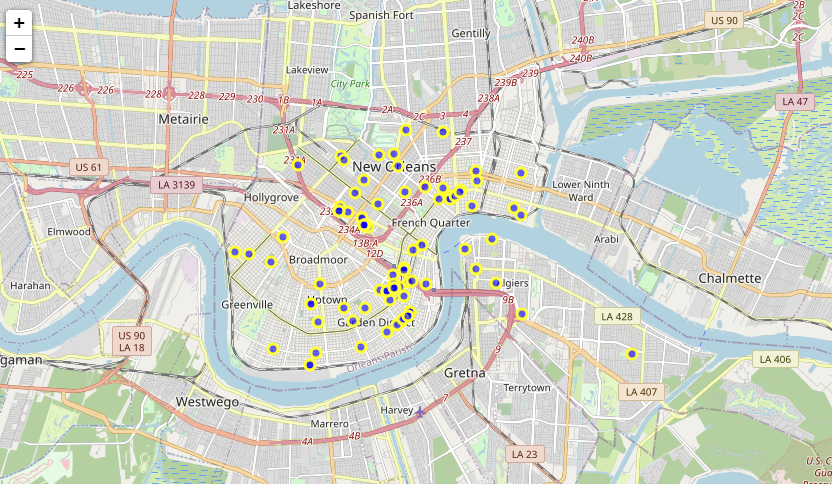 Lakeshore
Spanish Fort
US 90
2B
2C
+
−
Gentilly
240B
240B
Lakeview
City Park
225
226
226
228
228
229
230
1B
1A
2A
2C
3
4
239
239B
238A
2C
LA 47
Metairie
231A
237
US 61
231A
New Orleans
236B
LA 3139
Hollygrove
236A
Lower Ninth
Ward
234A
French Quarter
Elmwood
13B-A
12D
Arabi
Broadmoor
Harahan
Chalmette
Greenville
Uptown
Algiers
9B
Garden District
LA 428
US 90
LA 18
9
Orleans Parish
LA 406
Gretna
Terrytown
LA 407
Westwego
7
Harvey
Marrero
4A
4B
LA 23
U.S. C